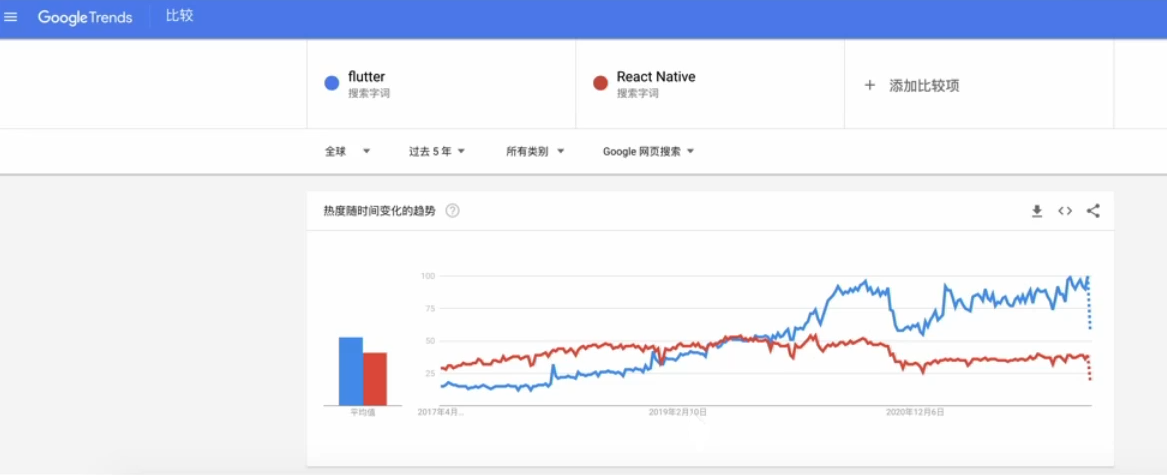 Google Trends 比较
flutter
搜索字词
React Native
搜索字词
+ 添加比较项
全球 过去 5 年 所有类别 Google 网页搜索
热度随时间变化的趋势
100
75
50
25
平均值
2017年4月... 2019年2月10日 2020年12月6日